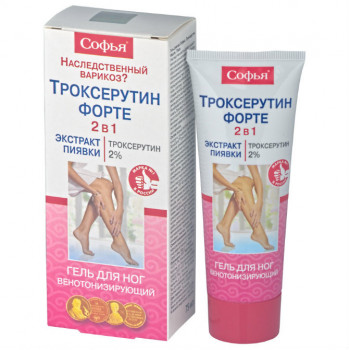 Софья®
НАСЛЕДСТВЕННЫЙ
ВАРИКОЗ?
ТРОКСЕРУТИН
ФОРТЕ
2 В 1
ЭКСТРАКТ
ПИЯВКИ
ТРОКСЕРУТИН
2%
ГЕЛЬ ДЛЯ НОГ
ВЕНОТОНИЗИРУЮЩИЙ
Софья®
ТРОКСЕРУТИН
ФОРТЕ
2 В 1
ЭКСТРАКТ
ПИЯВКИ
ТРОКСЕРУТИН
2%
ГЕЛЬ ДЛЯ НОГ
ВЕНОТОНИЗИРУЮЩИЙ